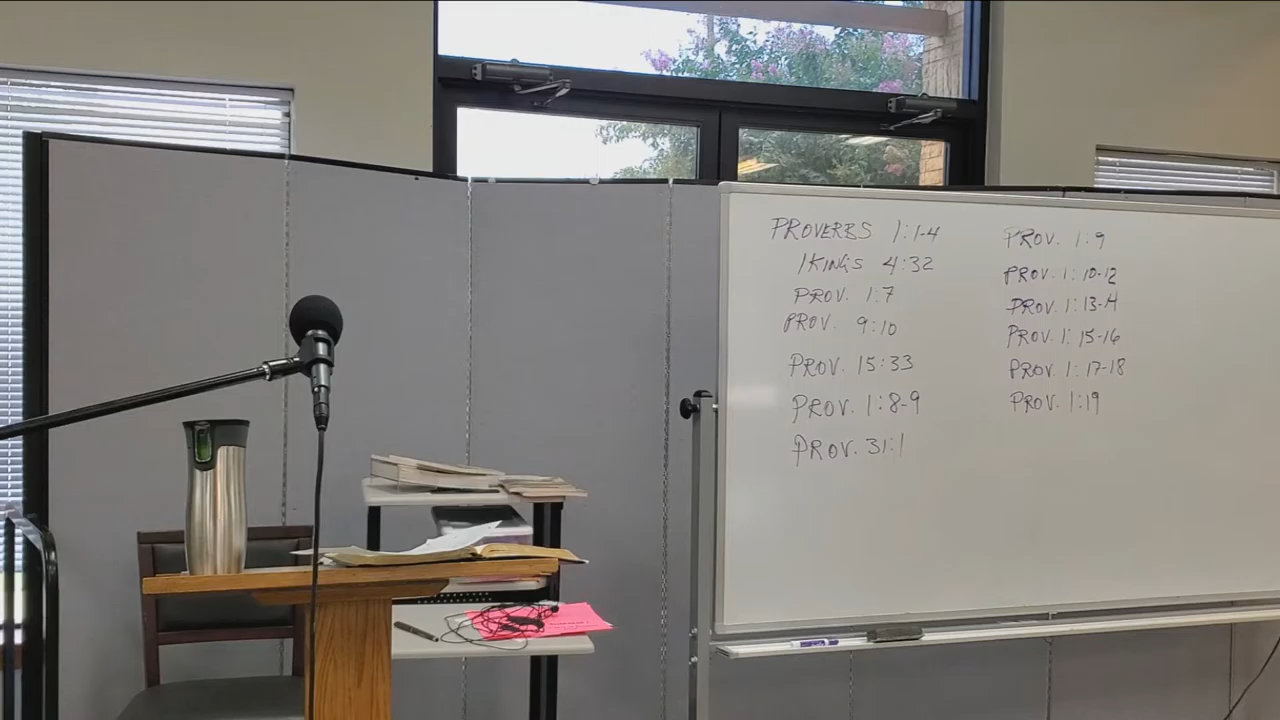 PROVERBS 1:1-4
1KINGS 4:32
PROV. 1:7
PROV. 9:10
PROV. 15:33
PROV. 1:8-9
PROV. 31:1
PROV. 1:9
PROV. 1:10-12
PROV. 1:13-14
PROV. 1:15-16
PROV. 1:17-18
PROV. 1:19